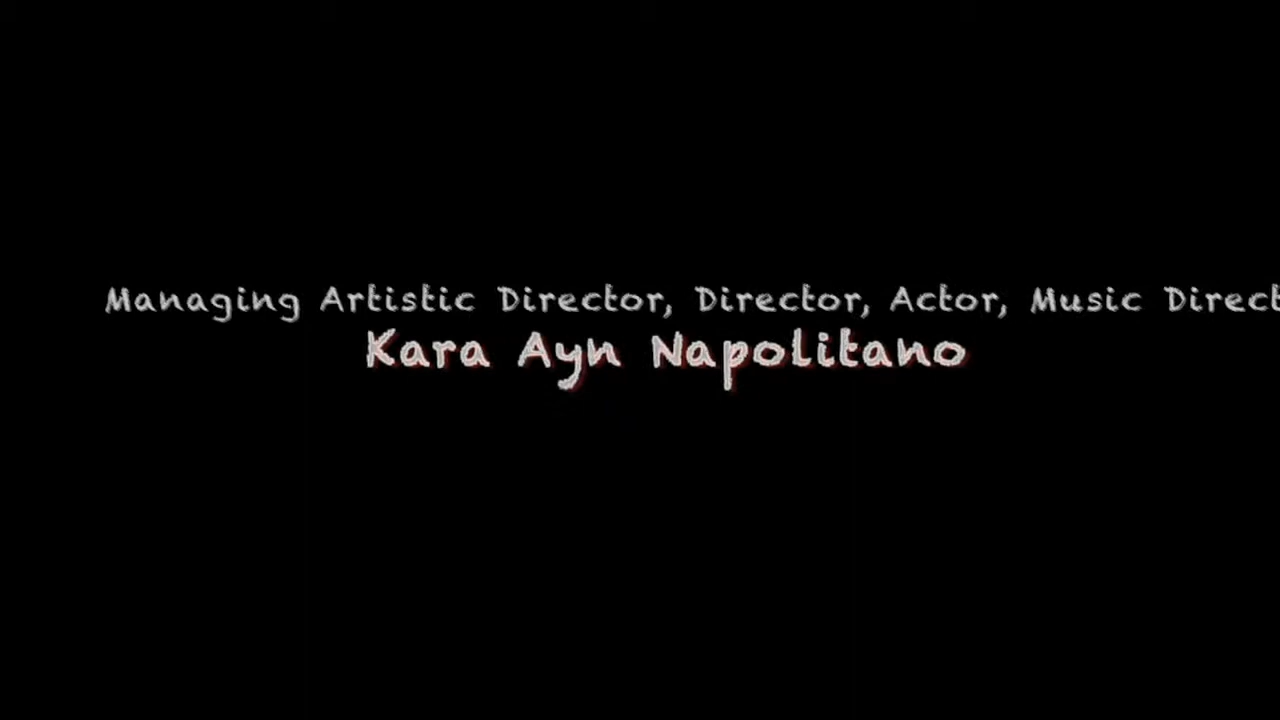 Managing Artistic Director, Director, Actor, Music Direct
Kara Ayn Napolitano